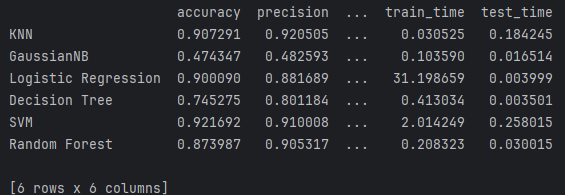 accuracy precision ... train_time test_time
KNN 0.907291 0.920505 ... 0.030525 0.184245
GaussianNB 0.474347 0.482593 ... 0.103590 0.016514
Logistic Regression 0.900090 0.881689 ... 31.198659 0.003999
Decision Tree 0.745275 0.801184 ... 0.413034 0.003501
SVM 0.921692 0.910008 ... 2.014249 0.258015
Random Forest 0.873987 0.905317 ... 0.208323 0.030015
[6 rows x 6 columns]